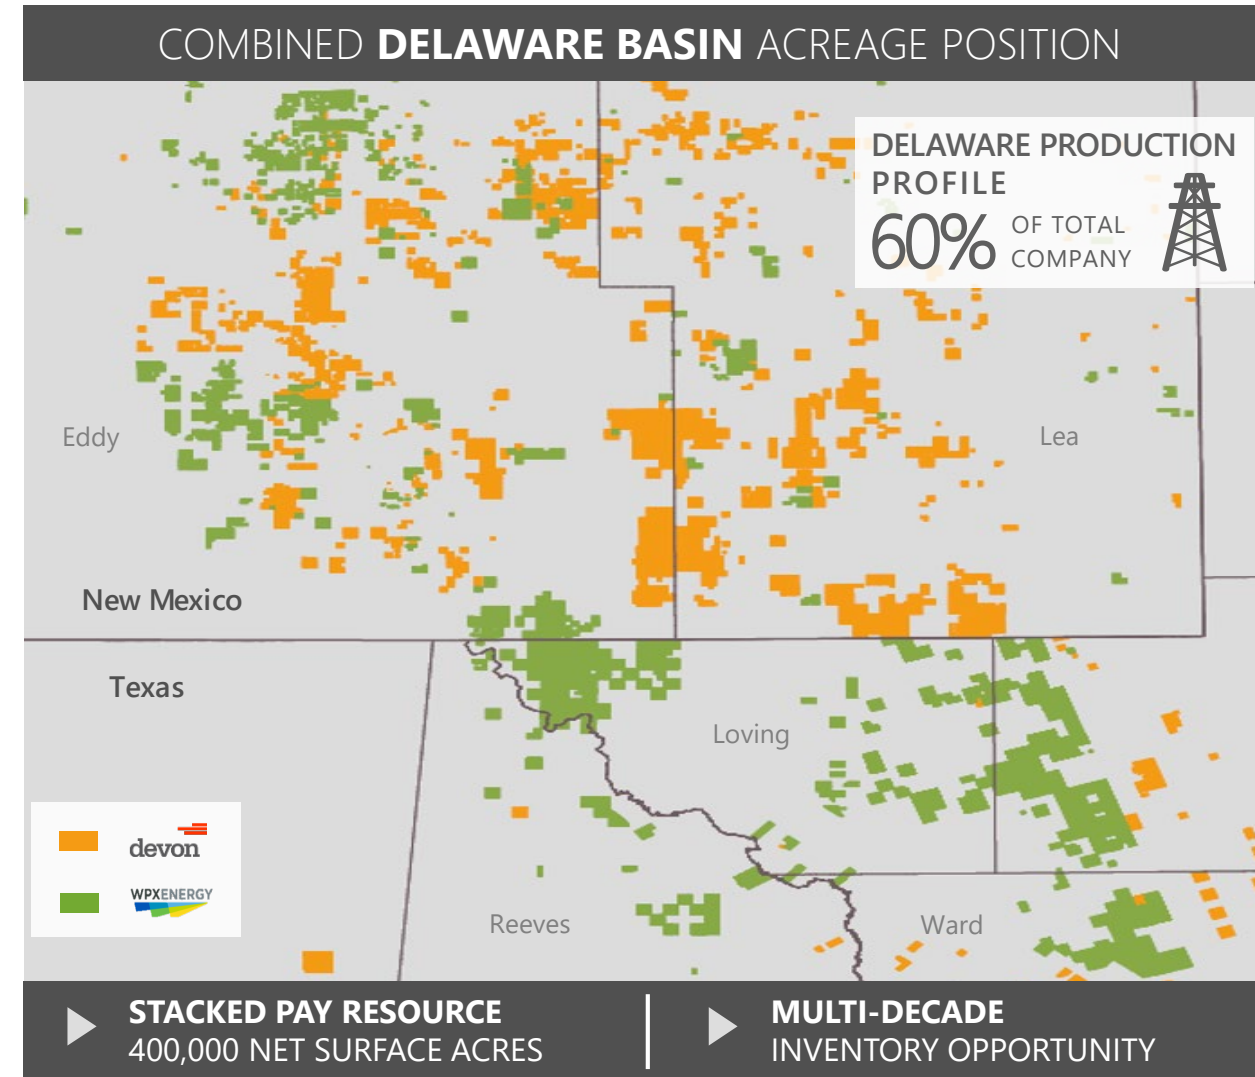 COMBINED DELAWARE BASIN ACREAGE POSITION
DELAWARE PRODUCTION
PROFILE
60% OF TOTAL
COMPANY
Eddy
Lea
New Mexico
Texas
Loving
devon
WPXENERGY
Reeves
Ward
STACKED PAY RESOURCE
400,000 NET SURFACE ACRES
MULTI-DECADE
INVENTORY OPPORTUNITY